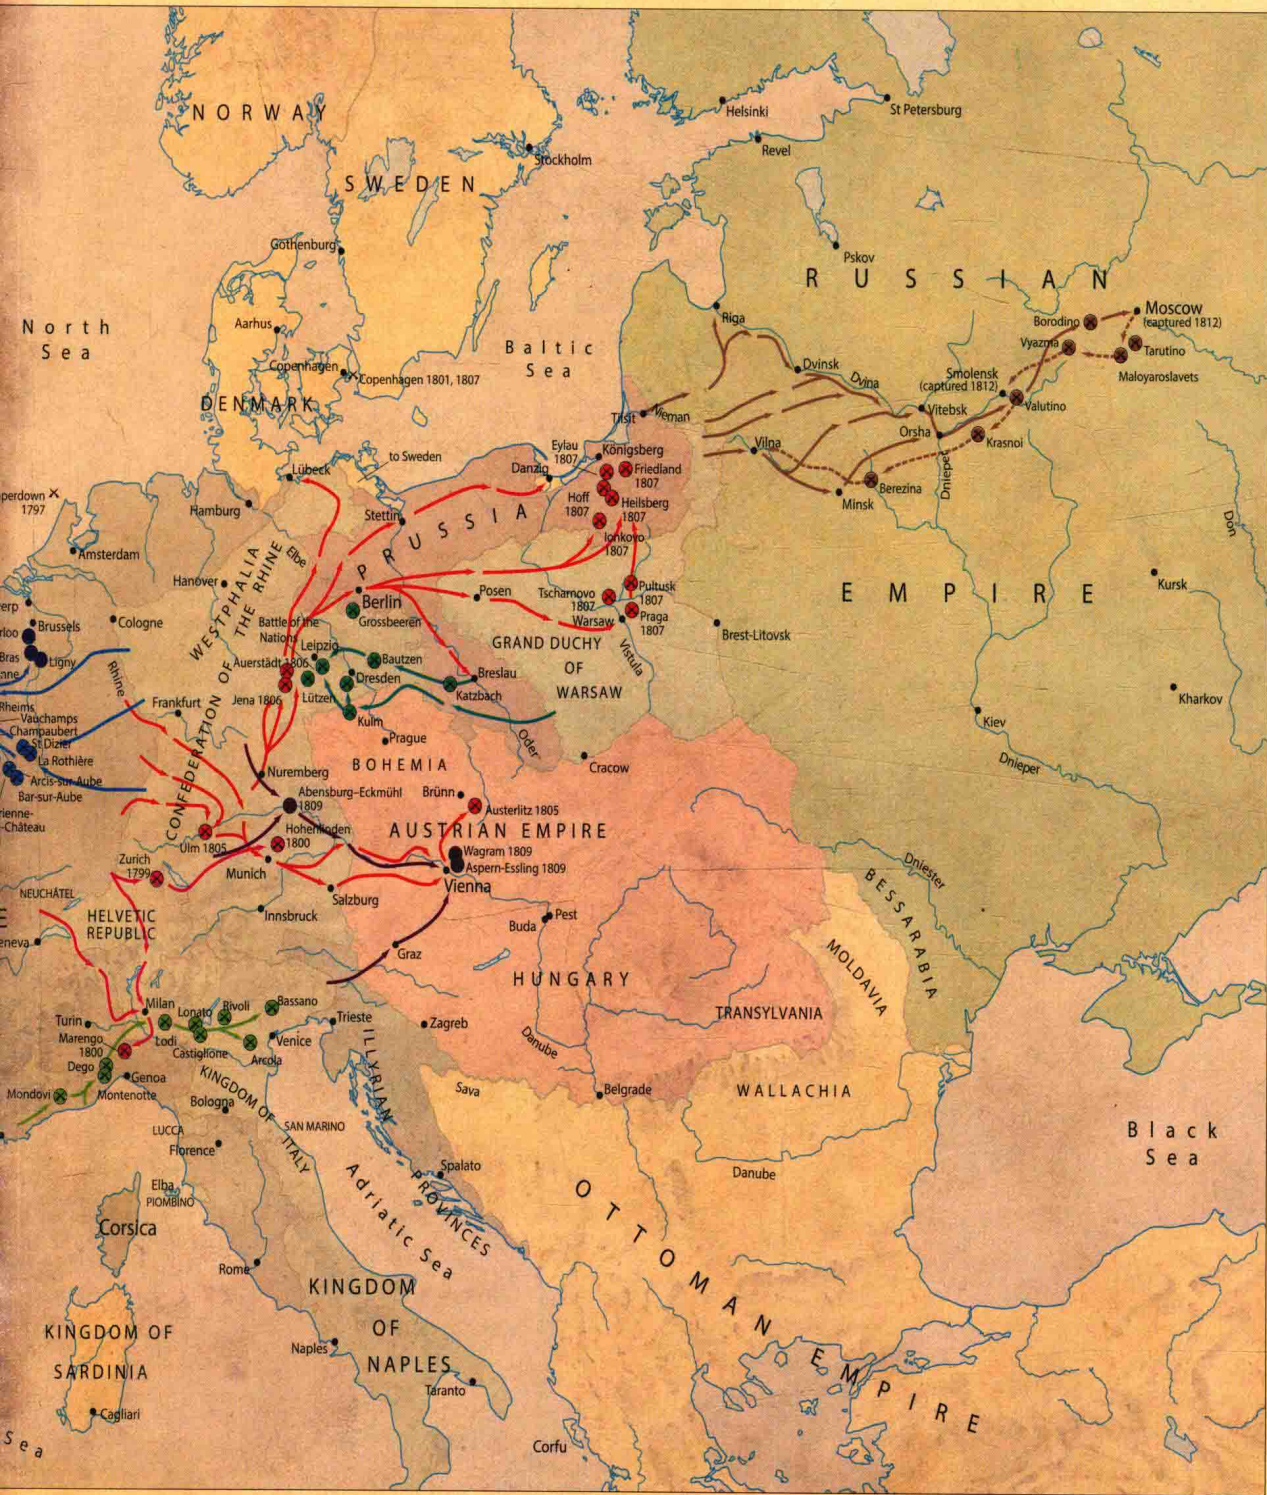 NORWAY
Helsinki
St Petersburg
Revel
Stockholm
SWEDEN
Gothenburg
Pskov
RUSSIAN
North
Sea
Aarhus
Baltic
Sea
Riga
Borodino
Moscow
(captured 1812)
Vyazma
Tarutino
Maloyaroslavets
Copenhagen
Copenhagen 1801, 1807
Dvinsk
Dvina
Smolensk
(captured 1812)
DENMARK
Tilsit
Nieman
Vitebsk
Valutino
Orsha
Krasnoi
Vilna
Eylau
1807
Königsberg
to Sweden
Danzig
Friedland
1807
Lübeck
Berezina
Minsk
Dnieper
perdown
1797
Hamburg
Stettin
PRUSSIA
Hoff
1807
Heilsberg
1807
Ionkovo
1807
Don
Amsterdam
Elbe
Hanover
WESTPHALIA
CONFEDERATION OF THE RHINE
Berlin
Grossbeeren
Posen
Tscharnovo
1807
Pultusk
1807
Praga
1807
Warsaw
EMPIRE
Kursk
erp
Brussels
Cologne
rloo
Bras
Ligny
nne
Battle of the
Nations
Leipzig
Bautzen
Dresden
GRAND DUCHY
OF
WARSAW
Vistula
Brest-Litovsk
Rhine
Auerstädt 1806
Jena 1806
Lützen
Breslau
Katzbach
Kulm
Kharkov
Kiev
Dnieper
Rheims
Vauchamps
Champaubert
St Dizier
La Rothière
Arcis-sur-Aube
Bar-sur-Aube
rienne-
-Château
Frankfurt
Prague
BOHEMIA
Oder
Cracow
Nuremberg
Abensburg–Eckmühl
1809
Brünn
Austerlitz 1805
AUSTRIAN EMPIRE
Hohenlinden
1800
Ulm 1805
Wagram 1809
Aspern-Essling 1809
Zurich
1799
Munich
Vienna
Salzburg
Dniester
BESSARABIA
NEUCHÂTEL
HELVETIC
REPUBLIC
E
eneva
Innsbruck
Buda
Pest
Graz
MOLDAVIA
HUNGARY
TRANSYLVANIA
Milan
Lonato
Rivoli
Bassano
Turin
Marengo
1800
Lodi
Castiglione
Arcola
Venice
Trieste
Zagreb
Dego
Danube
Mondovi
Genoa
Montenotte
KINGDOM OF ITALY
Bologna
ILLYRIAN PROVINCES
Sava
Belgrade
WALLACHIA
LUCCA
Florence
SAN MARINO
Black
Sea
Danube
Elba
PIOMBINO
Adriatic Sea
Spalato
Corsica
Rome
OTTOMAN EMPIRE
KINGDOM
OF
NAPLES
KINGDOM OF
SARDINIA
Naples
Taranto
Cagliari
Sea
Corfu